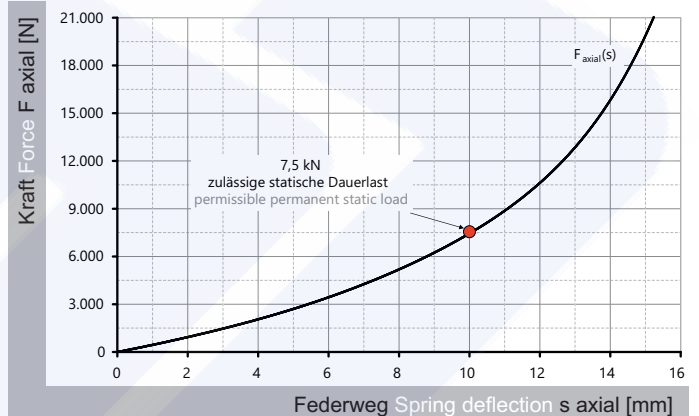 Kraft Force F axial [N]
21.000
18.000
15.000
12.000
9.000
6.000
3.000
0
F axial(s)
7,5 kN
zulässige statische Dauerlast
permissible permanent static load
0 2 4 6 8 10 12 14 16
Federweg Spring deflection s axial [mm]